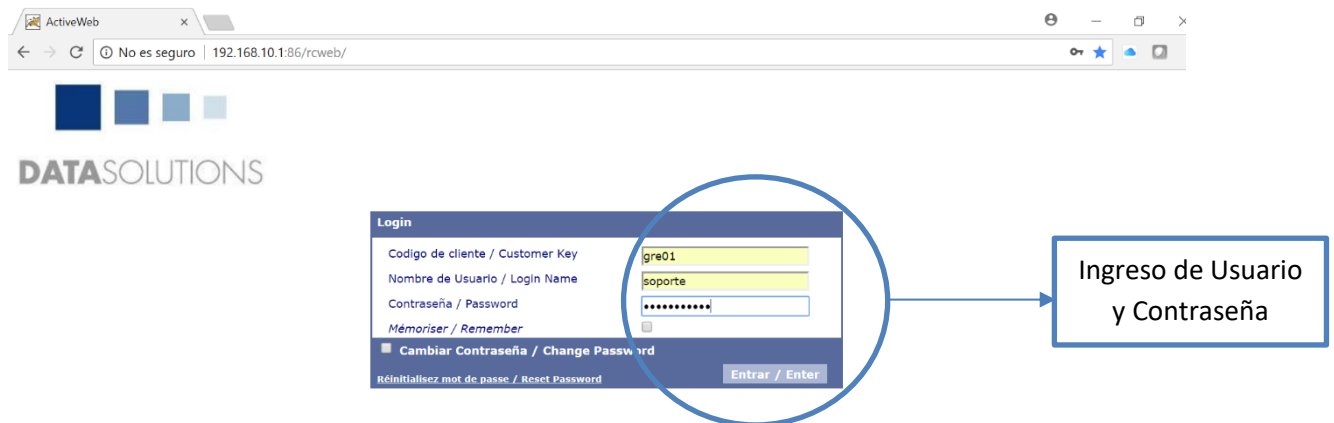 ActiveWeb
No es seguro 192.168.10.1:86/rcweb/
DATASOLUTIONS
Login
Codigo de cliente / Customer Key gre01
Nombre de Usuario / Login Name soporte
Contraseña / Password •••••••••••
Mémoriser / Remember
Cambiar Contraseña / Change Password
Réinitialisez mot de passe / Reset Password Entrar / Enter
Ingreso de Usuario
y Contraseña